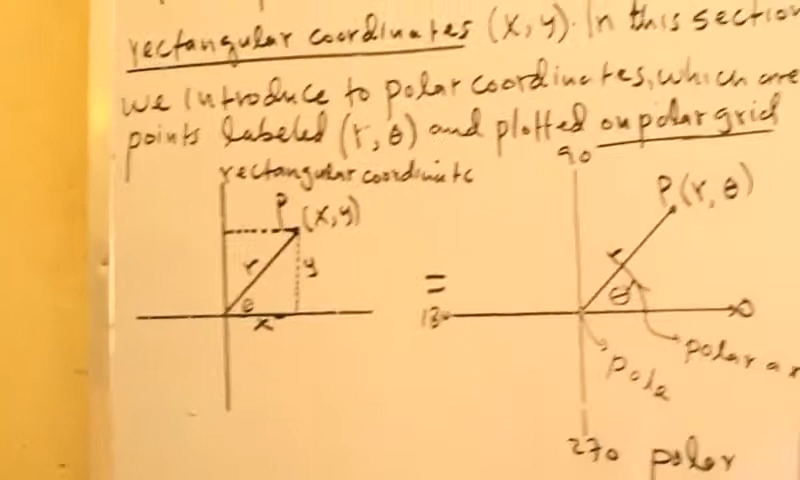 rectangular coordinates (x, y). In this section
we introduce to polar coordinates, which are
points labeled (r, θ) and plotted on polar grid
rectangular coordinate
90
P (x, y)
P (r, θ)
r
y
r
θ
=
θ
180
0
x
pole
polar ax
270 polar